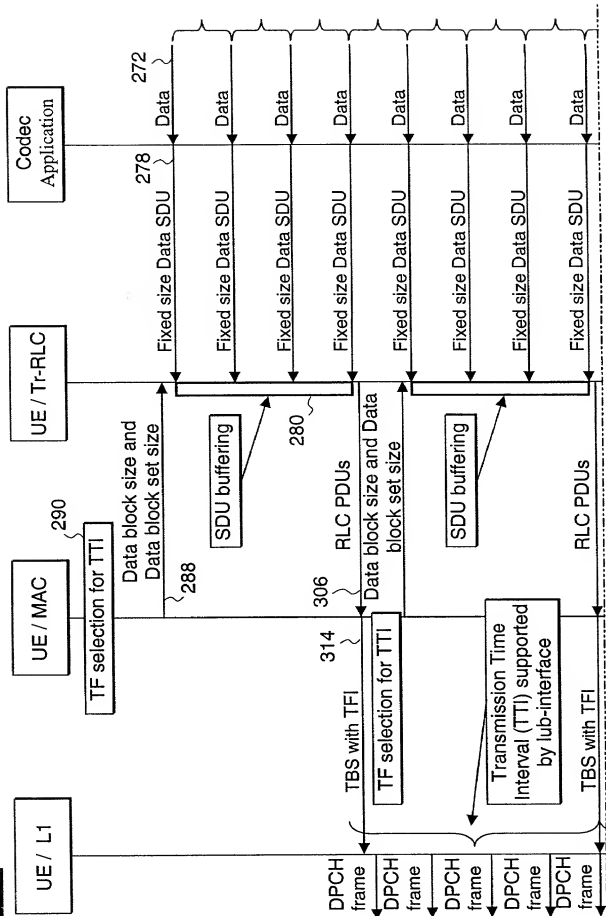 UE / L1
UE / MAC
UE / Tr-RLC
Codec
Application
290
TF selection for TTI
Data block size and
Data block set size
288
Fixed size Data SDU
278
Data
272
Fixed size Data SDU
Data
SDU buffering
Fixed size Data SDU
Data
280
Fixed size Data SDU
Data
306
RLC PDUs
314
TBS with TFI
DPCH
frame
TF selection for TTI
Data block size and Data
block set size
Fixed size Data SDU
Data
DPCH
frame
Transmission Time
Interval (TTI) supported
by lub-interface
SDU buffering
Fixed size Data SDU
Data
DPCH
frame
Fixed size Data SDU
Data
DPCH
frame
TBS with TFI
RLC PDUs
Fixed size Data SDU
Data
DPCH
frame